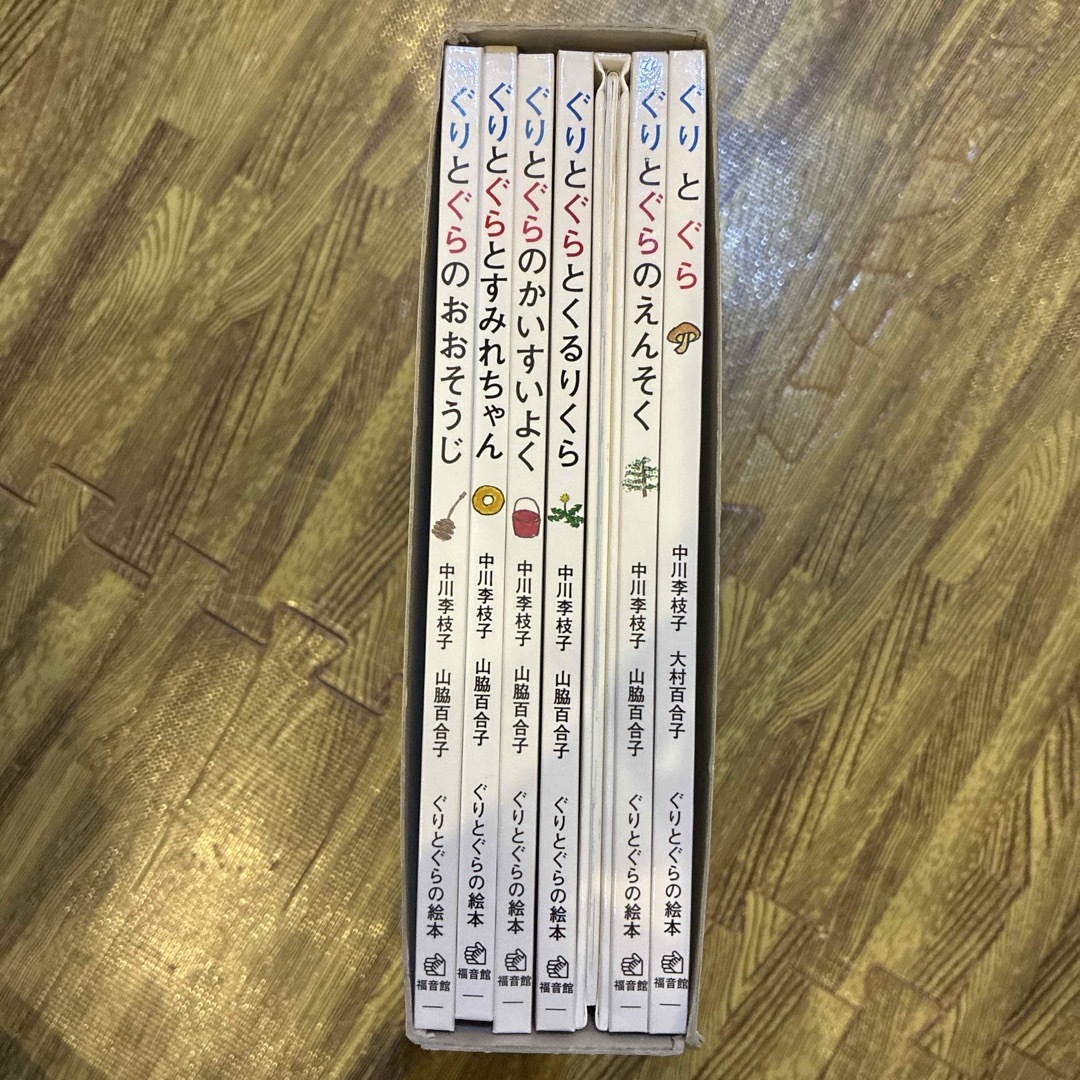 ぐりとぐら
中川李枝子 大村百合子
ぐりとぐらの絵本
福音館
ぐりとぐらのえんそく
中川李枝子 山脇百合子
ぐりとぐらの絵本
福音館
ぐりとぐらとくるりくら
中川李枝子 山脇百合子
ぐりとぐらの絵本
福音館
ぐりとぐらのかいすいよく
中川李枝子 山脇百合子
ぐりとぐらの絵本
福音館
ぐりとぐらとすみれちゃん
中川李枝子 山脇百合子
ぐりとぐらの絵本
福音館
ぐりとぐらのおおそうじ
中川李枝子 山脇百合子
ぐりとぐらの絵本
福音館